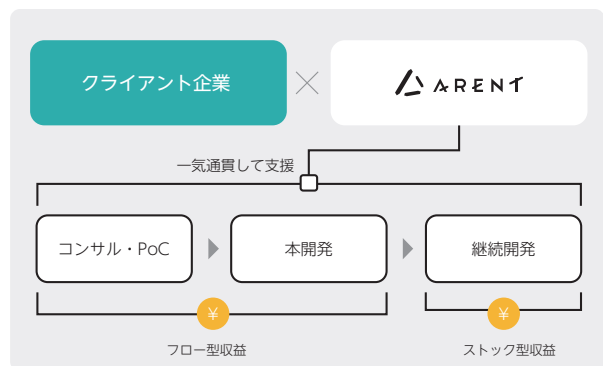 クライアント企業
ARENT
一気通貫して支援
コンサル・PoC
本開発
継続開発
¥
¥
フロー型収益
ストック型収益